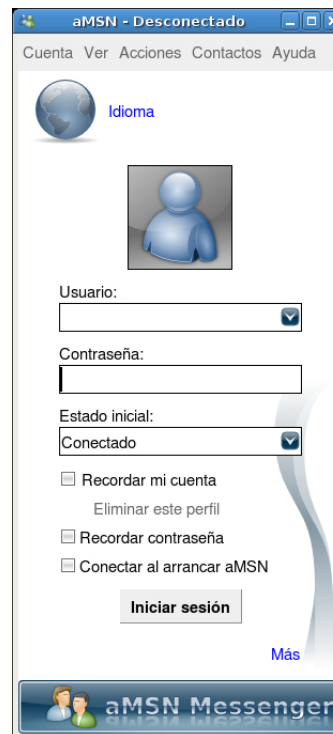 aMSN - Desconectado
Cuenta Ver Acciones Contactos Ayuda
Idioma
Usuario:
Contraseña:
Estado inicial:
Conectado
Recordar mi cuenta
Eliminar este perfil
Recordar contraseña
Conectar al arrancar aMSN
Iniciar sesión
Más
aMSN Messenger